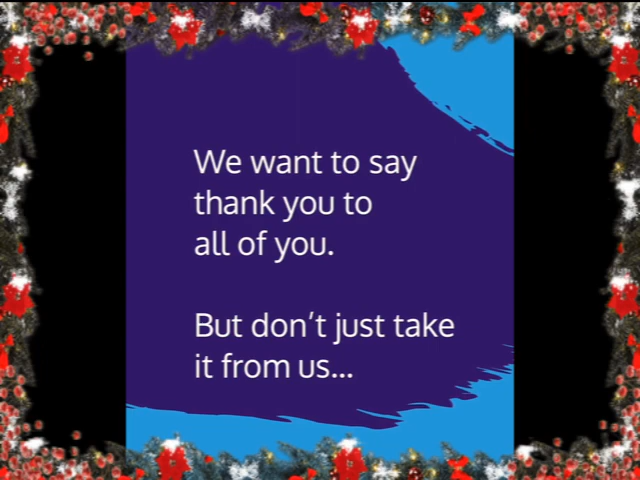 We want to say
thank you to
all of you.
But don’t just take
it from us...